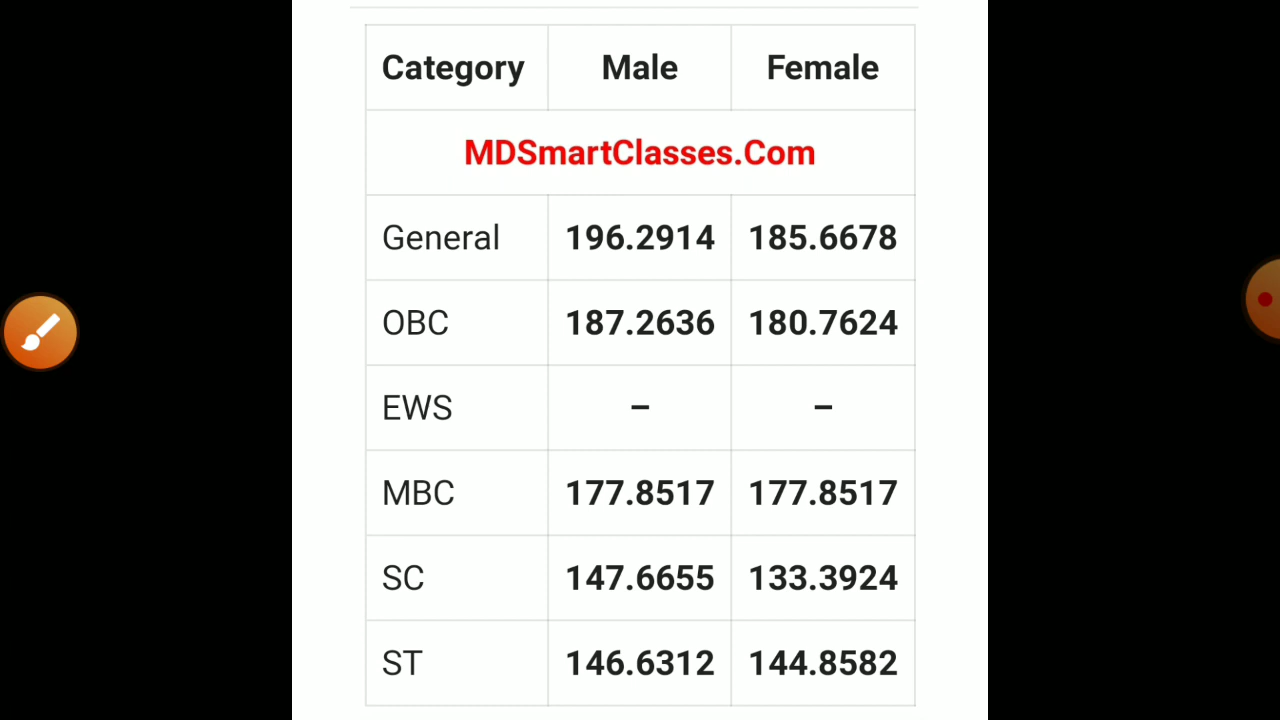 Category Male Female
MDSmartClasses.Com
General 196.2914 185.6678
OBC 187.2636 180.7624
EWS – –
MBC 177.8517 177.8517
SC 147.6655 133.3924
ST 146.6312 144.8582